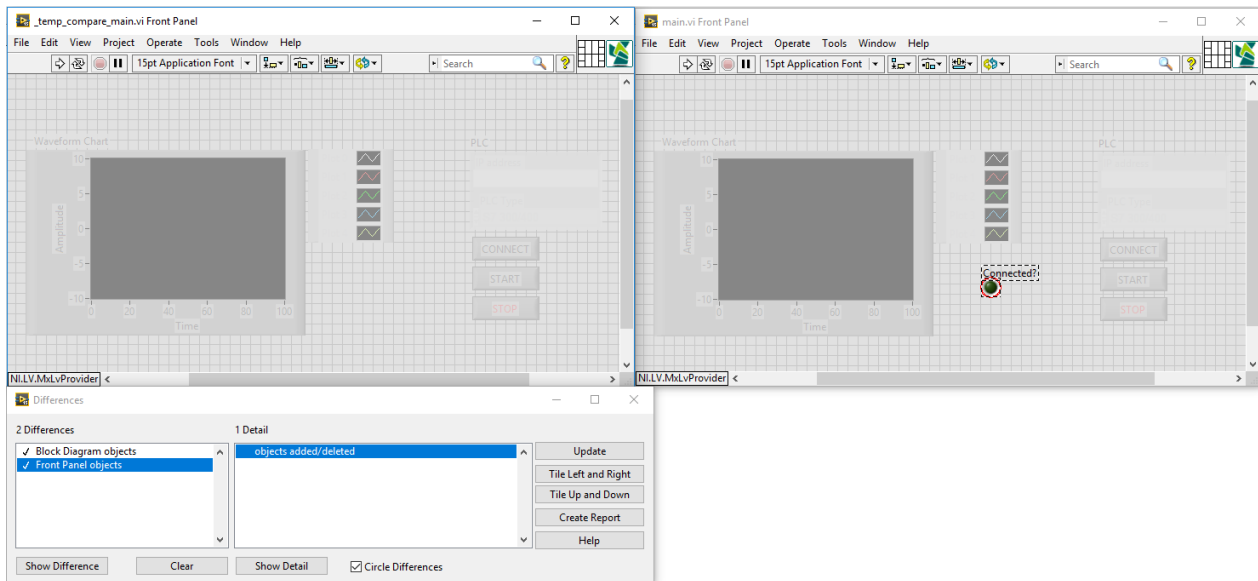 _temp_compare_main.vi Front Panel
File Edit View Project Operate Tools Window Help
15pt Application Font
Search
Waveform Chart
PLC
10
5
0
-5
-10
Amplitude
0 20 40 60 80 100
Time
CONNECT
START
STOP
NI.LV.MxLvProvider
main.vi Front Panel
File Edit View Project Operate Tools Window Help
15pt Application Font
Search
Waveform Chart
PLC
10
5
0
-5
-10
Amplitude
0 20 40 60 80 100
Time
Connected?
CONNECT
START
STOP
NI.LV.MxLvProvider
Differences
2 Differences
1 Detail
Block Diagram objects
Front Panel objects
objects added/deleted
Update
Tile Left and Right
Tile Up and Down
Create Report
Help
Show Difference
Clear
Show Detail
Circle Differences